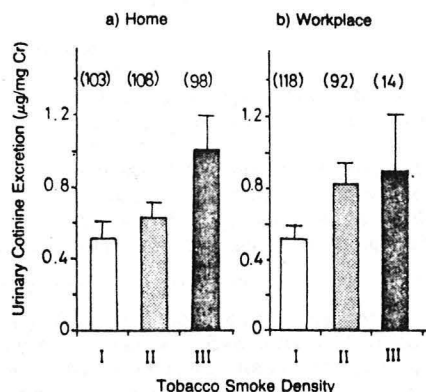 a) Home
b) Workplace
Urinary Cotinine Excretion (µg/mg Cr)
(103) (108) (98)
(118) (92) (14)
1.2
0.8
0.4
0
1.2
0.8
0.4
0
I II III
I II III
Tobacco Smoke Density